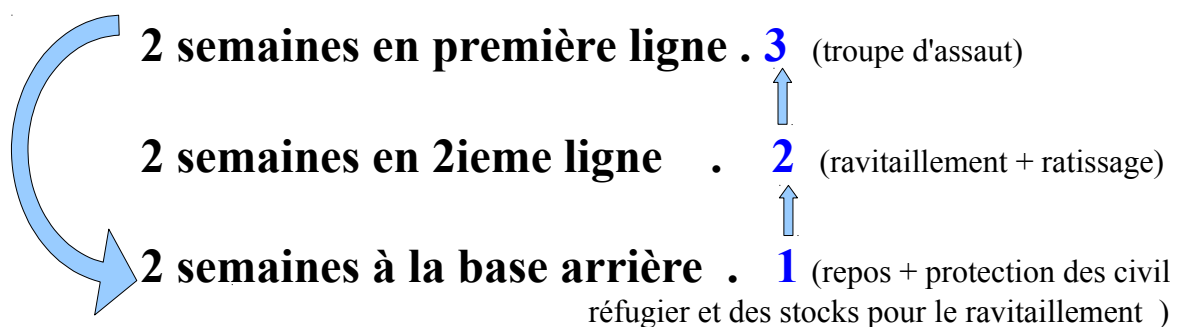 2 semaines en première ligne . 3 (troupe d'assaut)
2 semaines en 2ieme ligne . 2 (ravitaillement + ratissage)
2 semaines à la base arrière . 1 (repos + protection des civil
réfugier et des stocks pour le ravitaillement )